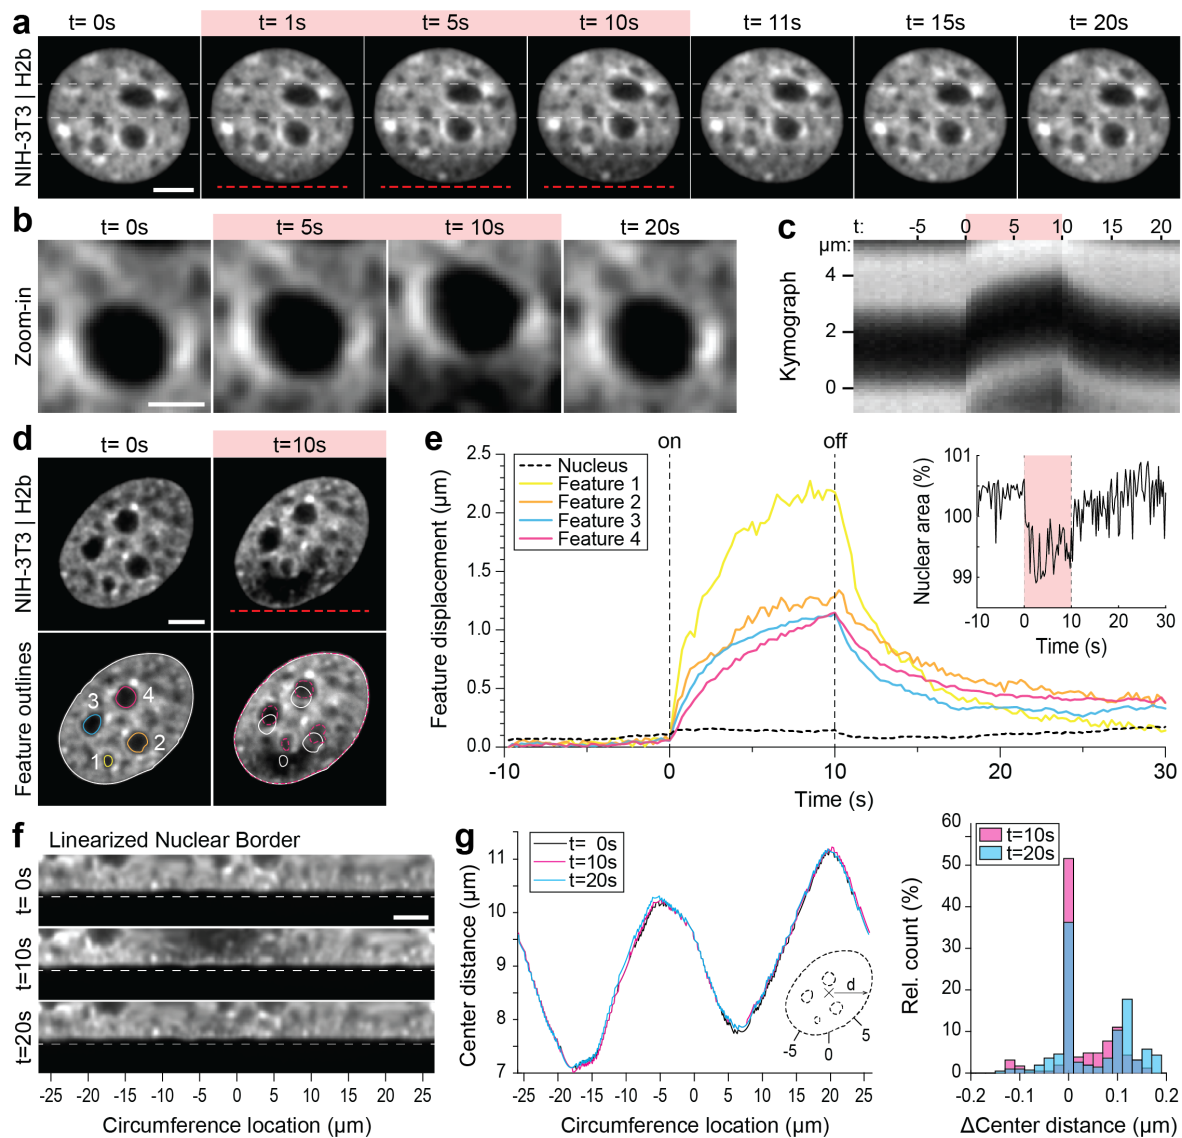 a
t= 0s t= 1s t= 5s t= 10s t= 11s t= 15s t= 20s
NIH-3T3 | H2b
b
t= 0s t= 5s t= 10s t= 20s
Zoom-in
c
t: -5 0 5 10 20
µm:
4
2
0
Kymograph
d
t= 0s t=10s
NIH-3T3 | H2b
Feature outlines
3 4
2
1
e
on off
2.5
2.0
1.5
1.0
0.5
0.0
Feature displacement (µm)
Nucleus
Feature 1
Feature 2
Feature 3
Feature 4
-10 0 10 20 30
Time (s)
101
100
99
Nuclear area (%)
-10 0 10 20 30
Time (s)
f
Linearized Nuclear Border
t= 0s
t=10s
t=20s
-25 -20 -15 -10 -5 0 5 10 15 20 25
Circumference location (µm)
g
11
10
9
8
7
Center distance (µm)
t= 0s
t=10s
t=20s
d
-5 0 5
-25 -20 -15 -10 -5 0 5 10 15 20 25
Circumference location (µm)
60
50
40
30
20
10
0
Rel. count (%)
t=10s
t=20s
-0.2 -0.1 0 0.1 0.2
ΔCenter distance (µm)